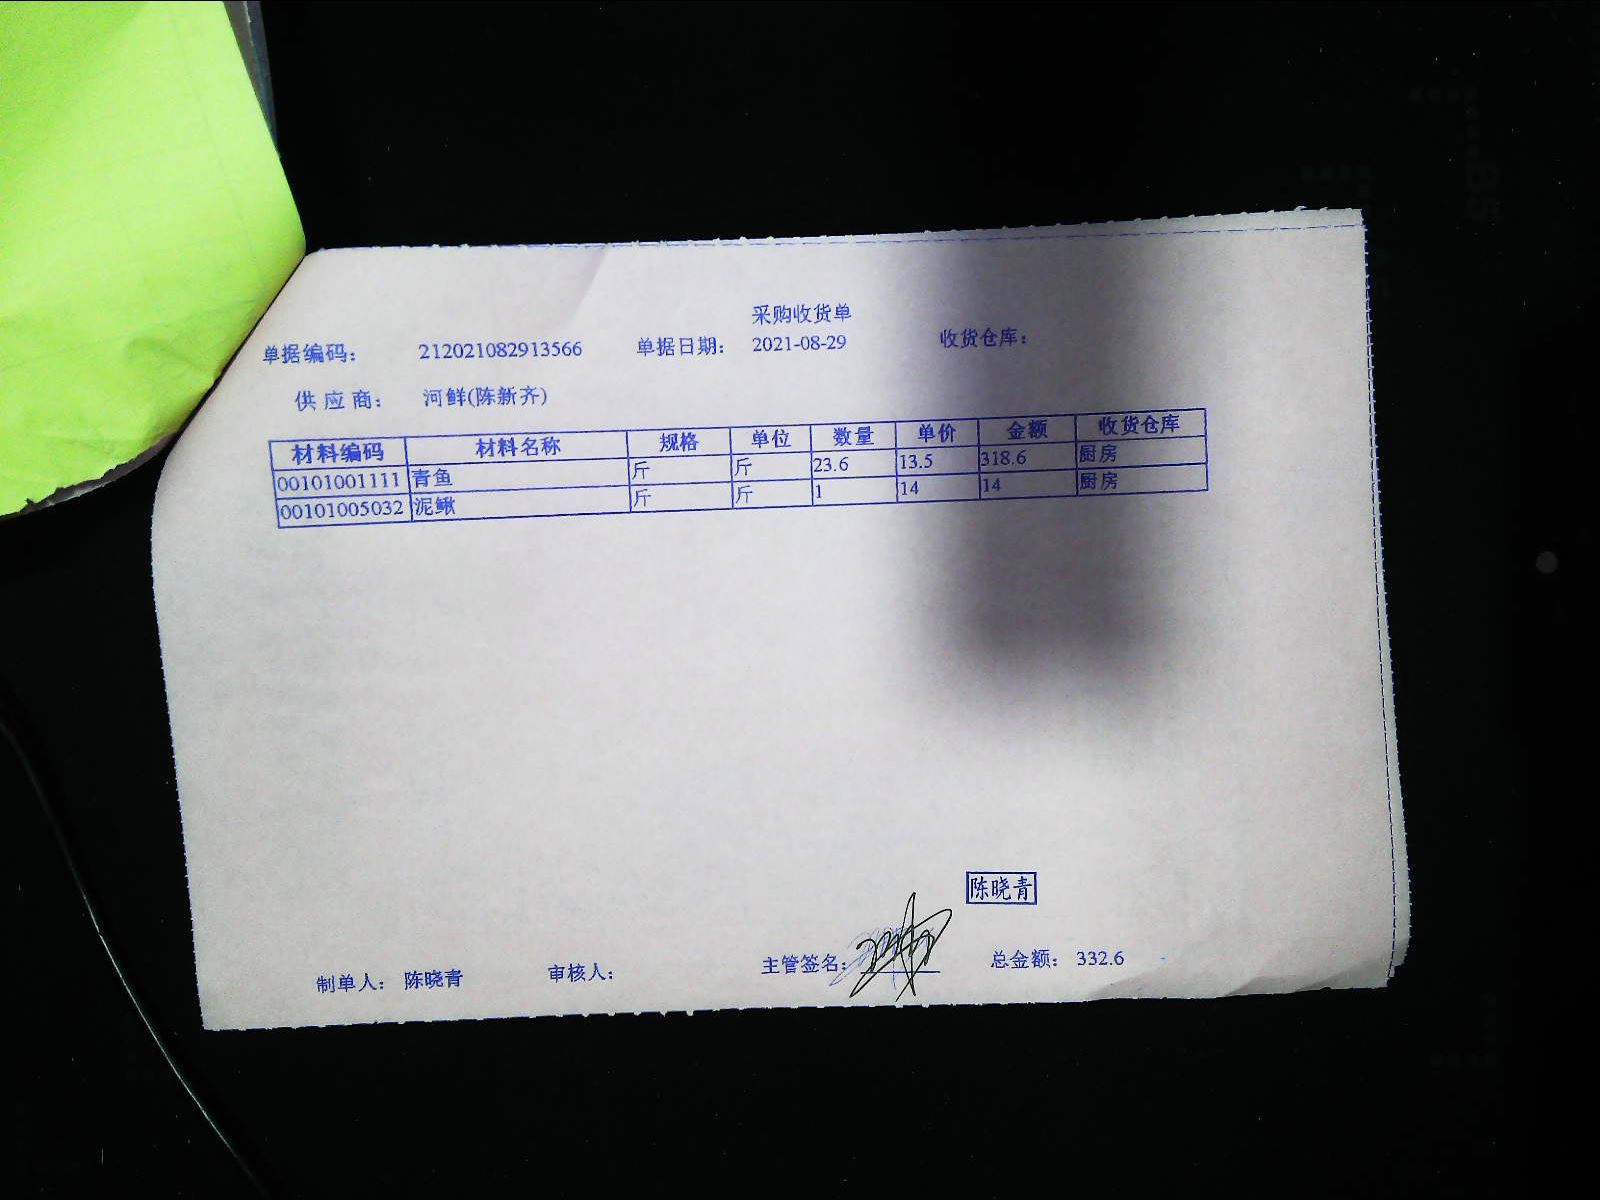 采购收货单
单据编码： 212021082913566 单据日期： 2021-08-29 收货仓库：
供应商： 河鲜(陈新齐)
材料编码 材料名称 规格 单位 数量 单价 金额 收货仓库
00101001111 青鱼 斤 斤 23.6 13.5 318.6 厨房
00101005032 泥鳅 斤 斤 1 14 14 厨房
陈晓青
制单人： 陈晓青 审核人： 主管签名： 总金额： 332.6